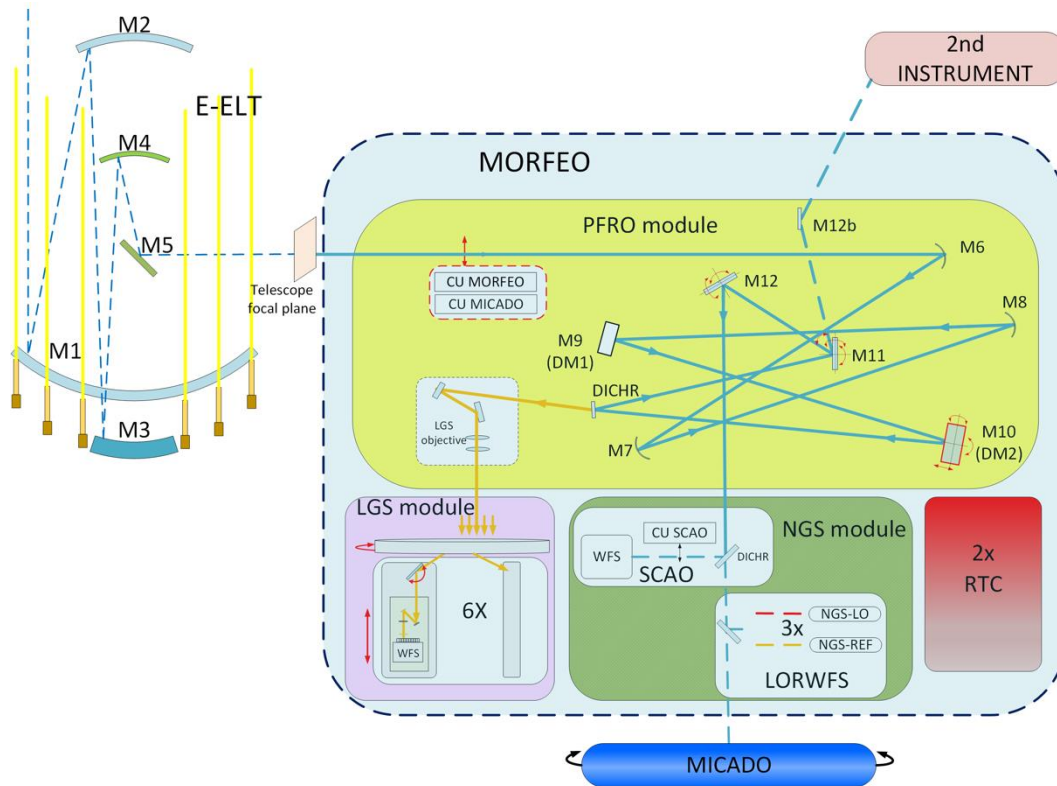 M2
E-ELT
M4
M5
M1
M3
Telescope
focal plane
2nd
INSTRUMENT
MORFEO
PFRO module
M12b
M6
CU MORFEO
CU MICADO
M12
M8
M9
(DM1)
M11
DICHR
LGS
objective
M7
M10
(DM2)
LGS module
6X
WFS
NGS module
CU SCAO
WFS
SCAO
DICHR
NGS-LO
3x
NGS-REF
LORWFS
2x
RTC
MICADO